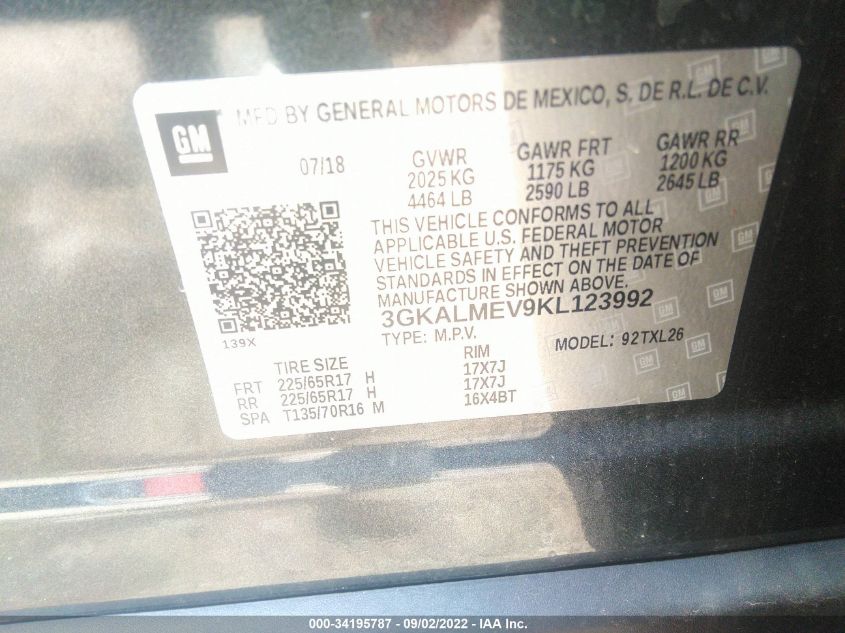 GM
MFD BY GENERAL MOTORS DE MEXICO, S. DE R.L. DE C.V.
07/18
GVWR
2025 KG
4464 LB
GAWR FRT
1175 KG
2590 LB
GAWR RR
1200 KG
2645 LB
THIS VEHICLE CONFORMS TO ALL
APPLICABLE U.S. FEDERAL MOTOR
VEHICLE SAFETY AND THEFT PREVENTION
STANDARDS IN EFFECT ON THE DATE OF
MANUFACTURE SHOWN ABOVE.
3GKALMEV9KL123992
TYPE: M.P.V.
MODEL: 92TXL26
139X
TIRE SIZE
RIM
FRT 225/65R17 H 17X7J
RR 225/65R17 H 17X7J
SPA T135/70R16 M 16X4BT
000-34195787 - 09/02/2022 - IAA Inc.